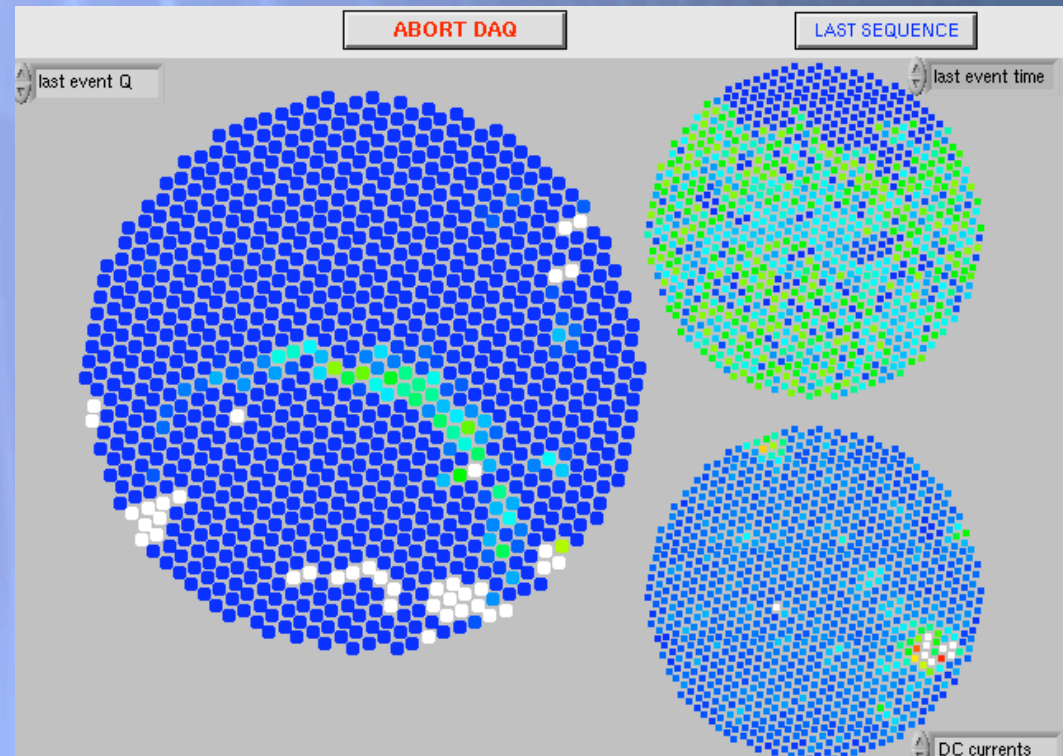 ABORT DAQ
LAST SEQUENCE
last event Q
last event time
DC currents